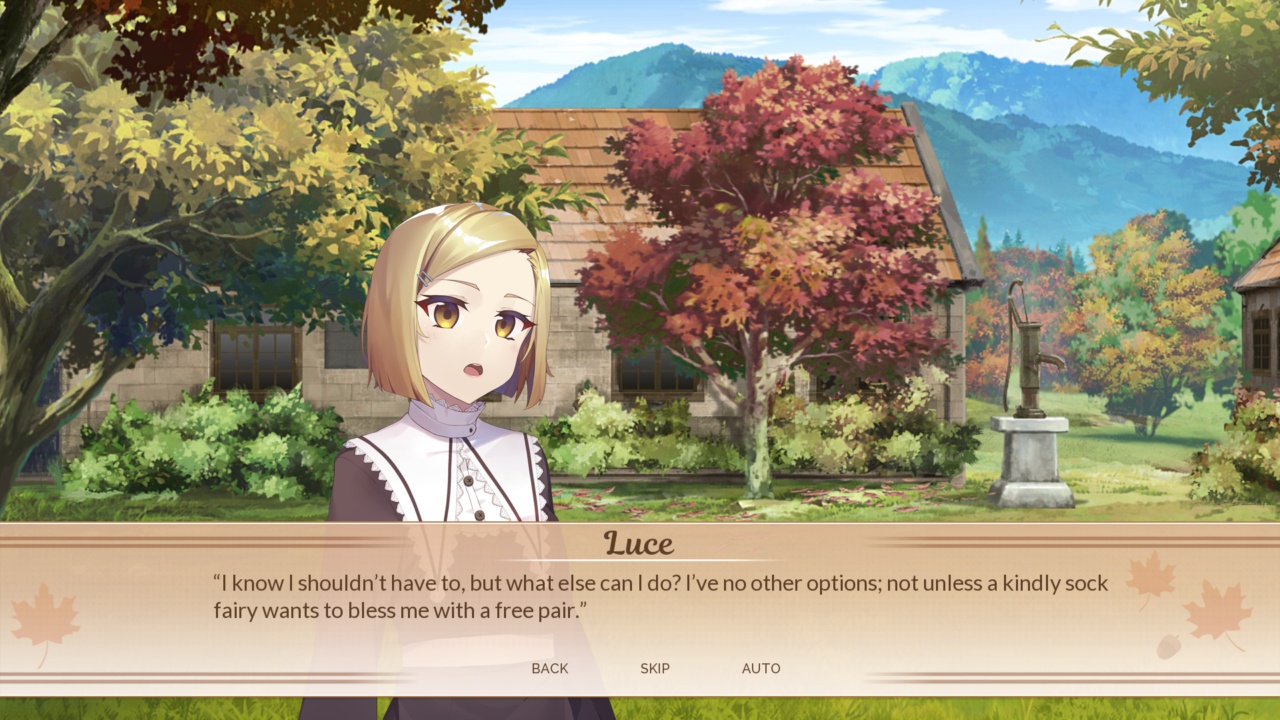 Luce
“I know I shouldn’t have to, but what else can I do? I’ve no other options; not unless a kindly sock
fairy wants to bless me with a free pair.”
BACK SKIP AUTO